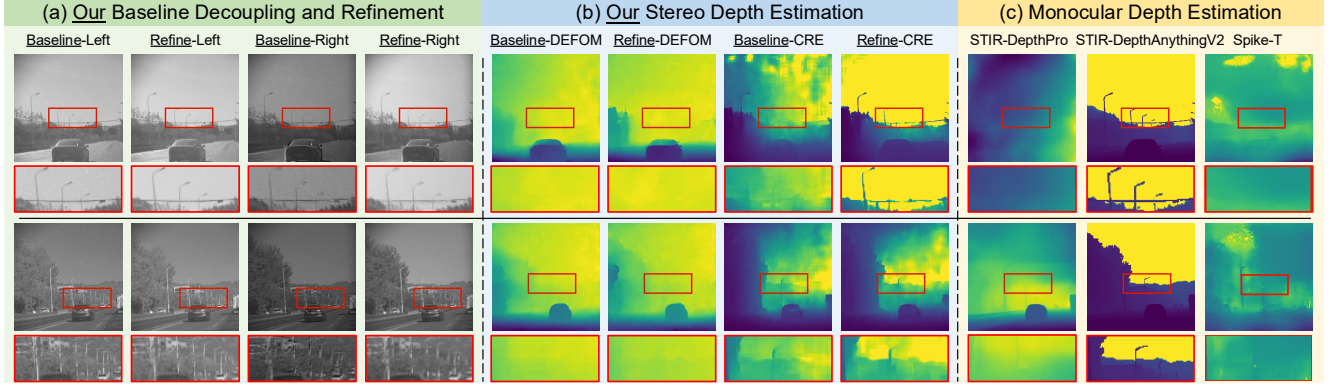 (a) Our Baseline Decoupling and Refinement
(b) Our Stereo Depth Estimation
(c) Monocular Depth Estimation
Baseline-Left Refine-Left Baseline-Right Refine-Right Baseline-DEFOM Refine-DEFOM Baseline-CRE Refine-CRE STIR-DepthPro STIR-DepthAnythingV2 Spike-T